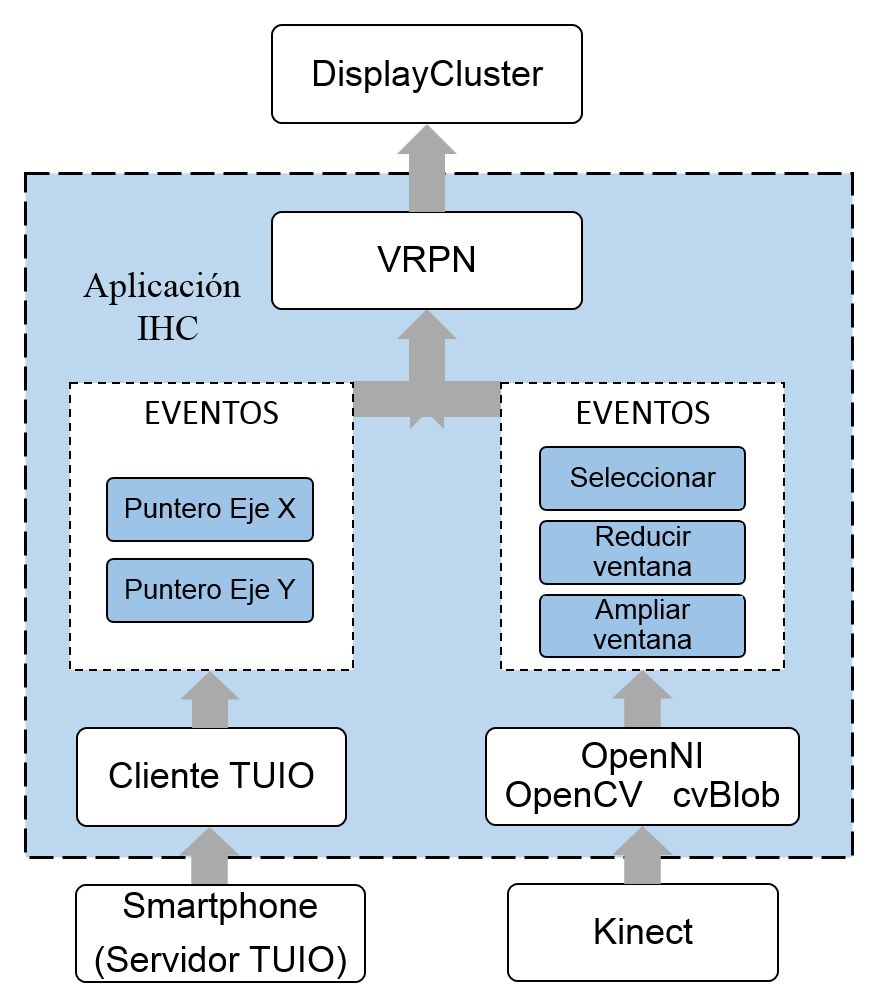 DisplayCluster
VRPN
Aplicación
IHC
EVENTOS
Puntero Eje X
Puntero Eje Y
EVENTOS
Seleccionar
Reducir
ventana
Ampliar
ventana
Cliente TUIO
OpenNI
OpenCV cvBlob
Smartphone
(Servidor TUIO)
Kinect